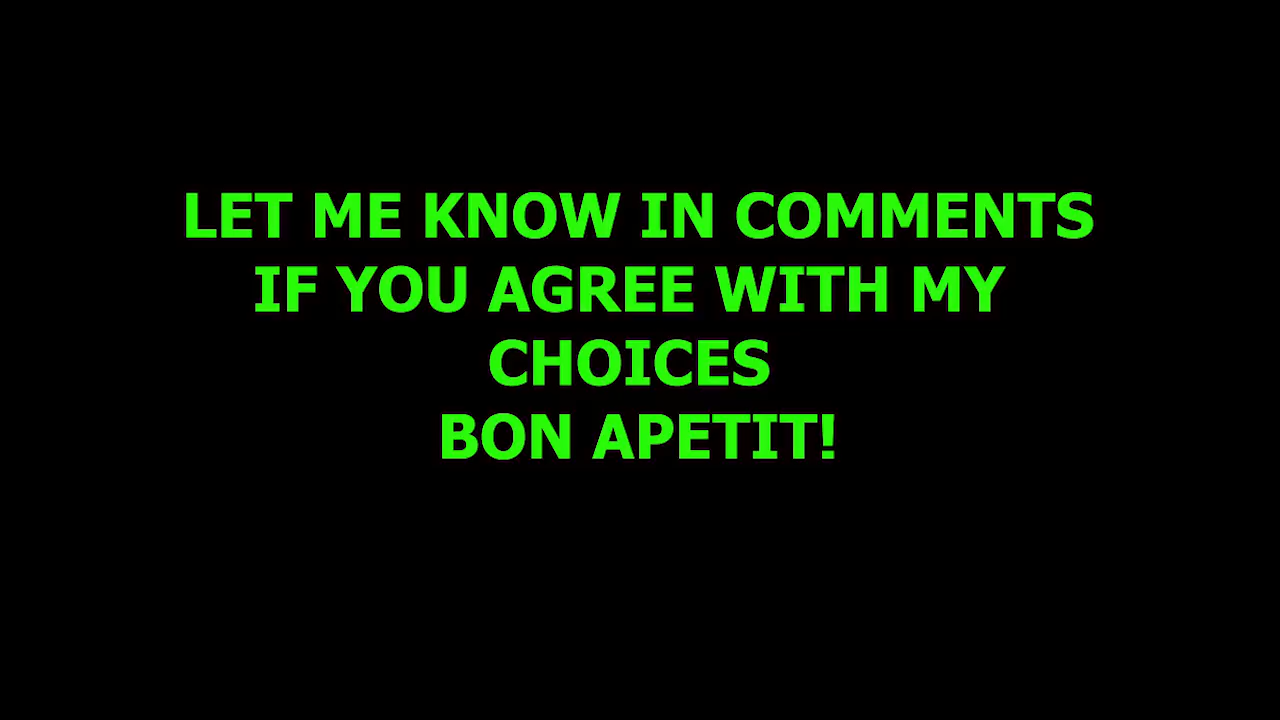 LET ME KNOW IN COMMENTS
IF YOU AGREE WITH MY
CHOICES
BON APETIT!